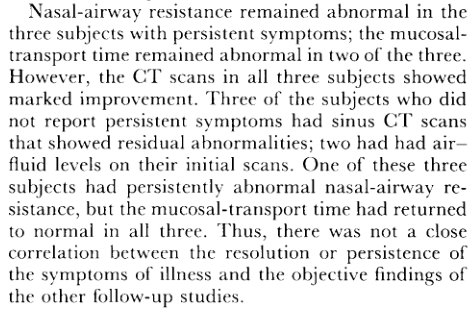 Nasal-airway resistance remained abnormal in the
three subjects with persistent symptoms; the mucosal-
transport time remained abnormal in two of the three.
However, the CT scans in all three subjects showed
marked improvement. Three of the subjects who did
not report persistent symptoms had sinus CT scans
that showed residual abnormalities; two had had air–
fluid levels on their initial scans. One of these three
subjects had persistently abnormal nasal-airway re-
sistance, but the mucosal-transport time had returned
to normal in all three. Thus, there was not a close
correlation between the resolution or persistence of
the symptoms of illness and the objective findings of
the other follow-up studies.